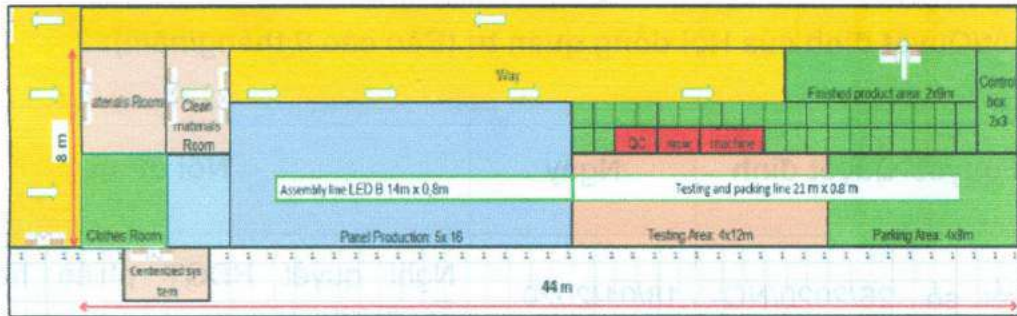 Way
aterials Rooms
Clean
materials
Room
Finished product area: 2x9m
Control
box
2x3
8 m
QC
machine
Assembly line LED B 14m x 0,8m
Testing and packing line 21 m x 0.8 m
Clothes Room
Panel Production: 5x 16
Testing Area: 4x12m
Parking Area: 4x8m
Centerized sys
tem
44 m